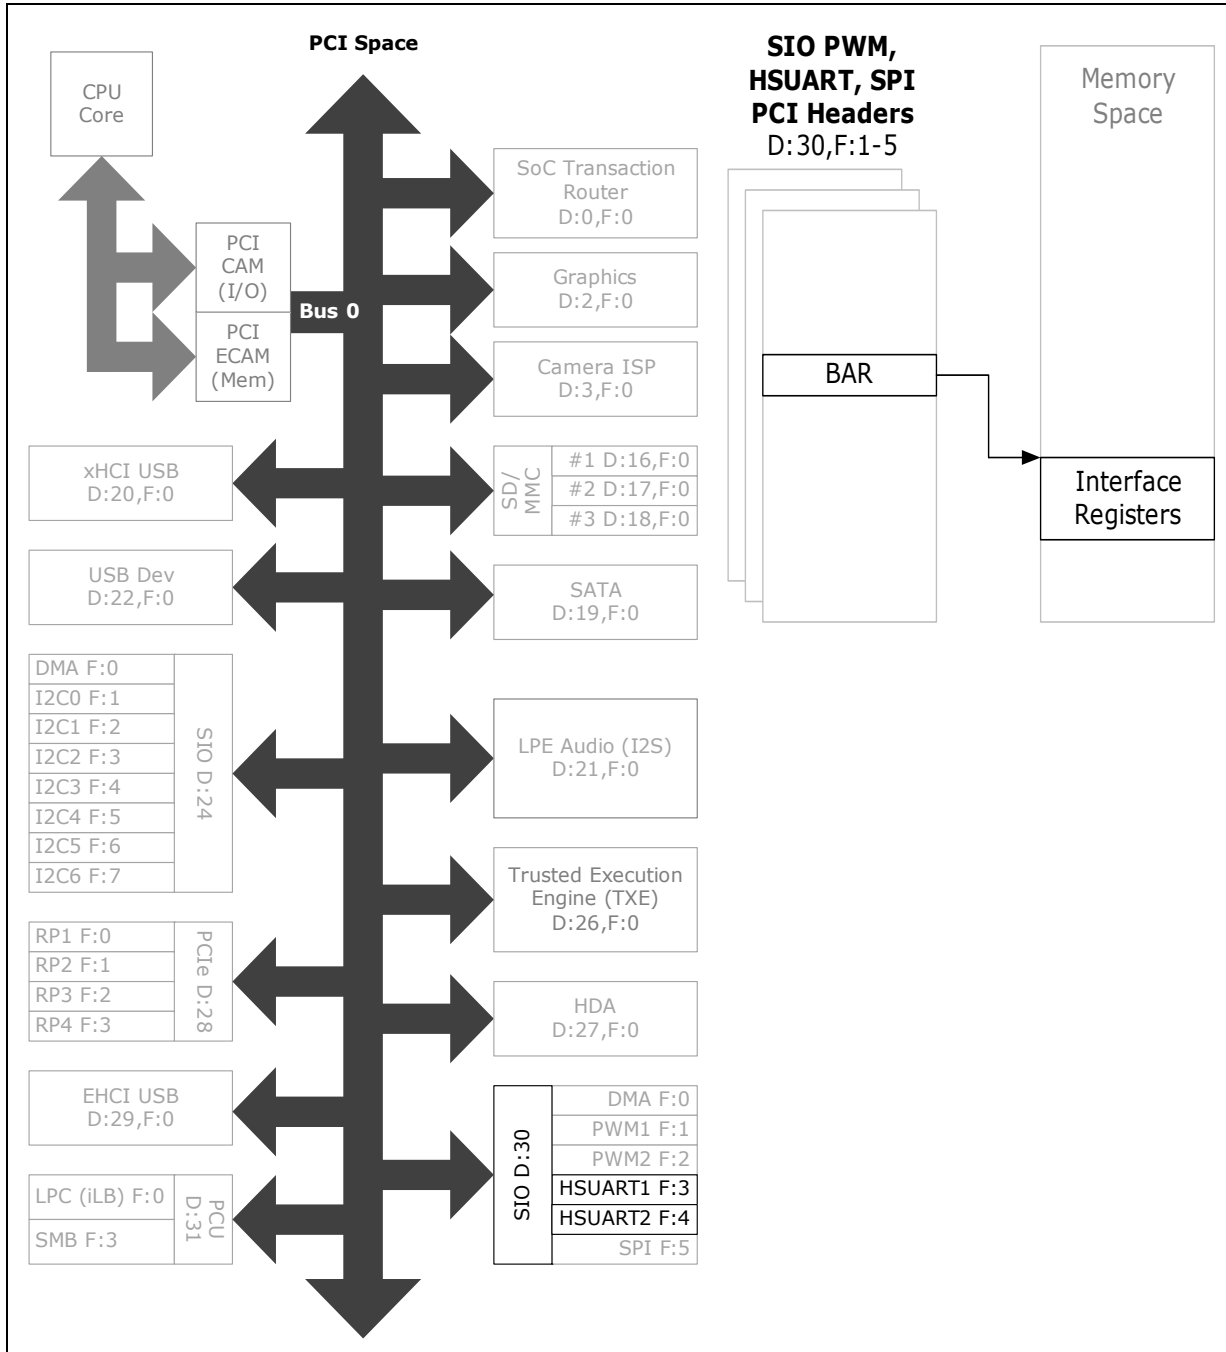 PCI Space
CPU
Core
PCI
CAM
(I/O)
PCI
ECAM
(Mem)
Bus 0
SoC Transaction
Router
D:0,F:0
Graphics
D:2,F:0
Camera ISP
D:3,F:0
SD/
MMC
#1 D:16,F:0
#2 D:17,F:0
#3 D:18,F:0
SATA
D:19,F:0
LPE Audio (I2S)
D:21,F:0
Trusted Execution
Engine (TXE)
D:26,F:0
HDA
D:27,F:0
SIO D:30
DMA F:0
PWM1 F:1
PWM2 F:2
HSUART1 F:3
HSUART2 F:4
SPI F:5
xHCI USB
D:20,F:0
USB Dev
D:22,F:0
DMA F:0
I2C0 F:1
I2C1 F:2
I2C2 F:3
I2C3 F:4
I2C4 F:5
I2C5 F:6
I2C6 F:7
SIO D:24
RP1 F:0
RP2 F:1
RP3 F:2
RP4 F:3
PCIe D:28
EHCI USB
D:29,F:0
LPC (iLB) F:0
SMB F:3
PCU
D:31
SIO PWM,
HSUART, SPI
PCI Headers
D:30,F:1-5
BAR
Memory
Space
Interface
Registers